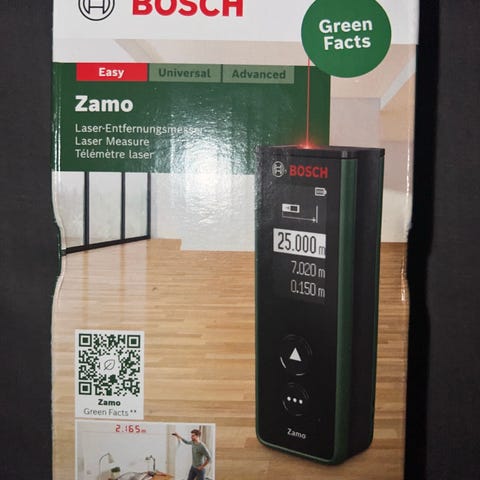 BOSCH
Green
Facts
Easy
Universal
Advanced
Zamo
Laser-Entfernungsmesser
Laser Measure
Télémètre laser
BOSCH
25.000 m
7.020 m
0.150 m
Zamo
Zamo
Green Facts**
2.165m